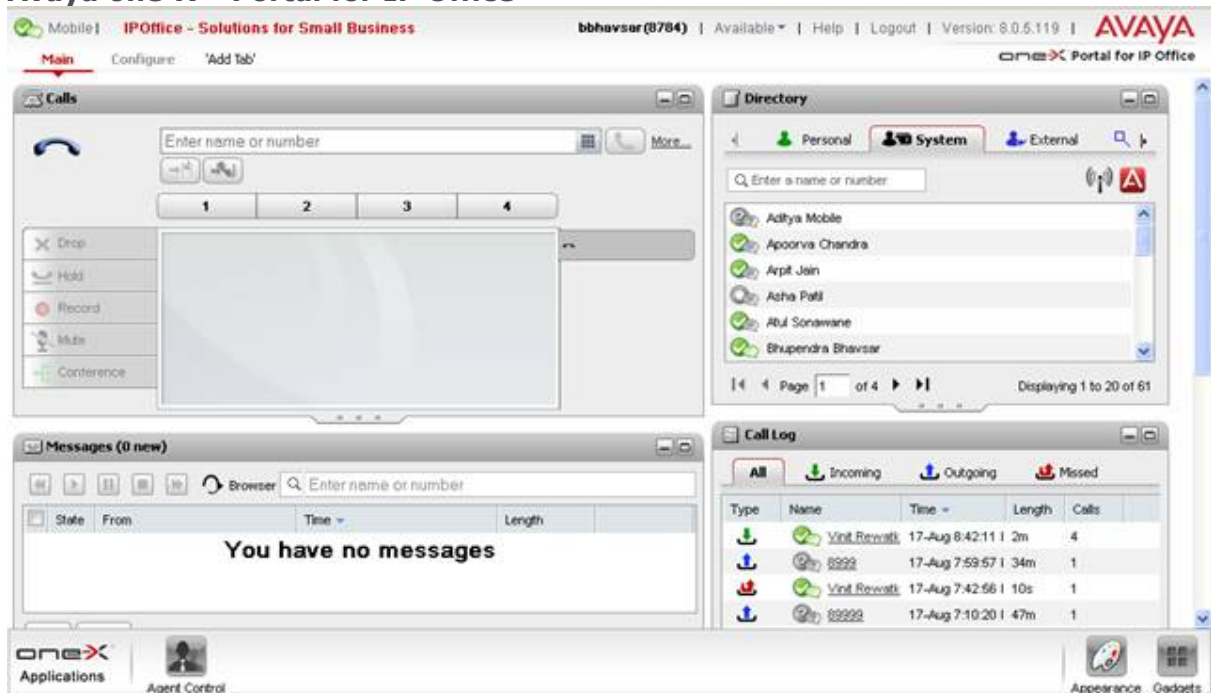 Mobile| IPOffice - Solutions for Small Business bbhavsar(8784) | Available | Help | Logout | Version: 8.0.5.119 | AVAYA
Main Configure 'Add Tab' one-X Portal for IP Office
Calls
Enter name or number More...
1 2 3 4
Drop
Hold
Record
Mute
Conference
Directory
Personal System External
Enter a name or number
Aditya Mobile
Apoorva Chandra
Arpit Jain
Asha Patil
Atul Sonawane
Bhupendra Bhavsar
Page 1 of 4 Displaying 1 to 20 of 61
Messages (0 new)
Browser Enter name or number
State From Time Length
You have no messages
Call Log
All Incoming Outgoing Missed
Type Name Time Length Calls
Vinit Rewatk 17-Aug 8:42:11 2m 4
8999 17-Aug 7:59:57 34m 1
Vinit Rewatk 17-Aug 7:42:56 10s 1
89999 17-Aug 7:10:20 47m 1
one-X
Applications
Agent Control
Appearance Gadgets